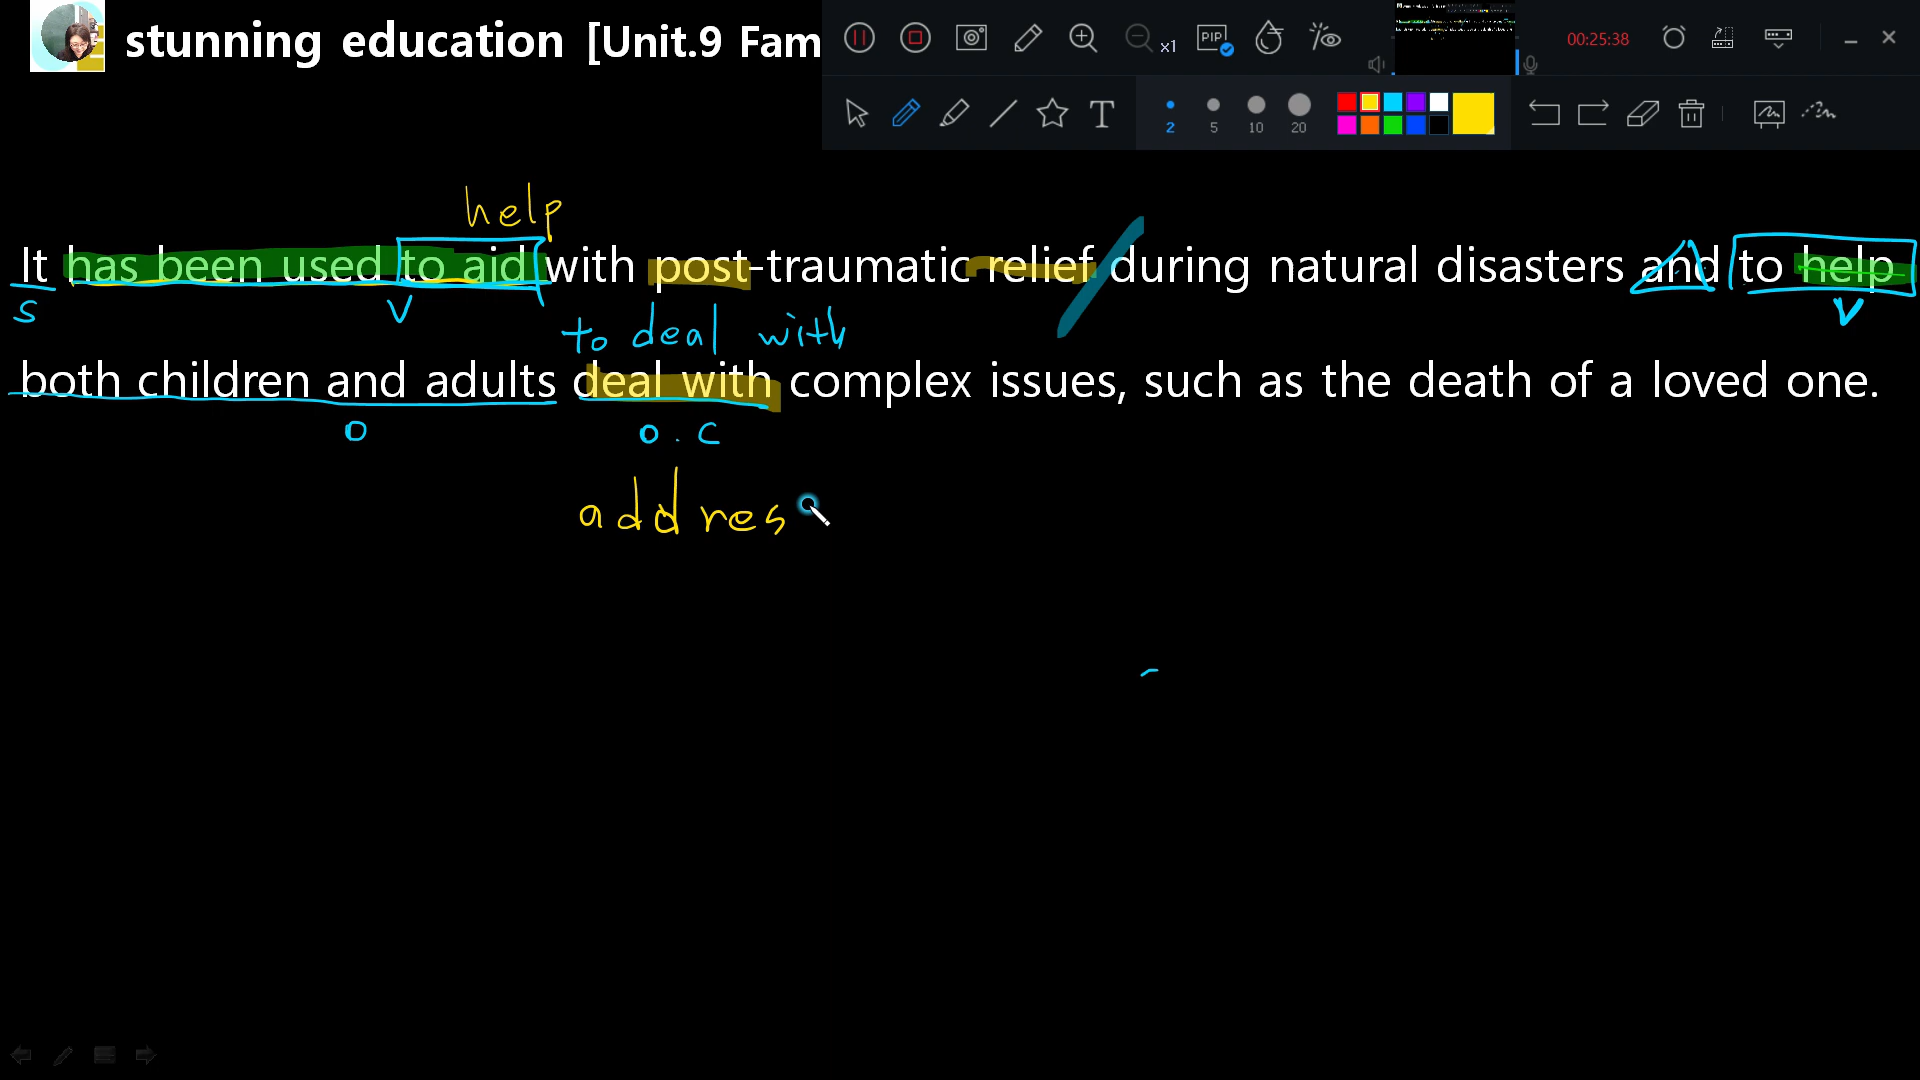 stunning education [Unit.9 Fam
x1
PIP
00:25:38
T
2 5 10 20
help
It has been used to aid with post-traumatic relief during natural disasters and to help
S V V
to deal with
both children and adults deal with complex issues, such as the death of a loved one.
O O.C
addres